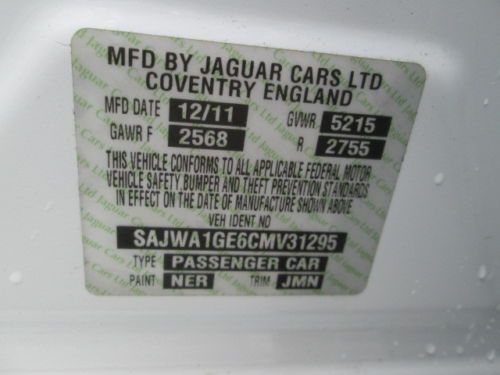 MFD BY JAGUAR CARS LTD
COVENTRY ENGLAND
MFD DATE 12/11 GVWR 5215
GAWR F 2568 R 2755
THIS VEHICLE CONFORMS TO ALL APPLICABLE FEDERAL MOTOR
VEHICLE SAFETY, BUMPER AND THEFT PREVENTION STANDARDS
IN EFFECT ON THE DATE OF MANUFACTURE SHOWN ABOVE
VEH IDENT NO
SAJWA1GE6CMV31295
TYPE PASSENGER CAR
PAINT NER TRIM JMN